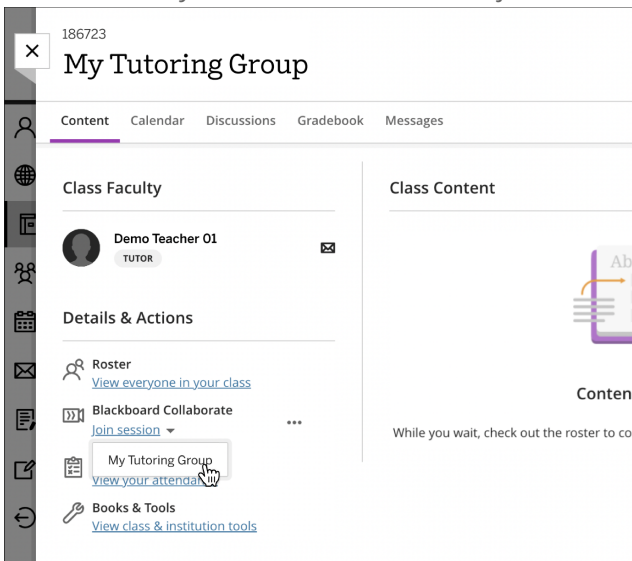 186723
My Tutoring Group
Content Calendar Discussions Gradebook Messages
Class Faculty
Demo Teacher 01
TUTOR
Details & Actions
Roster
View everyone in your class
Blackboard Collaborate
Join session
My Tutoring Group
View your attendan
Books & Tools
View class & institution tools
Class Content
Ab
Conten
While you wait, check out the roster to co